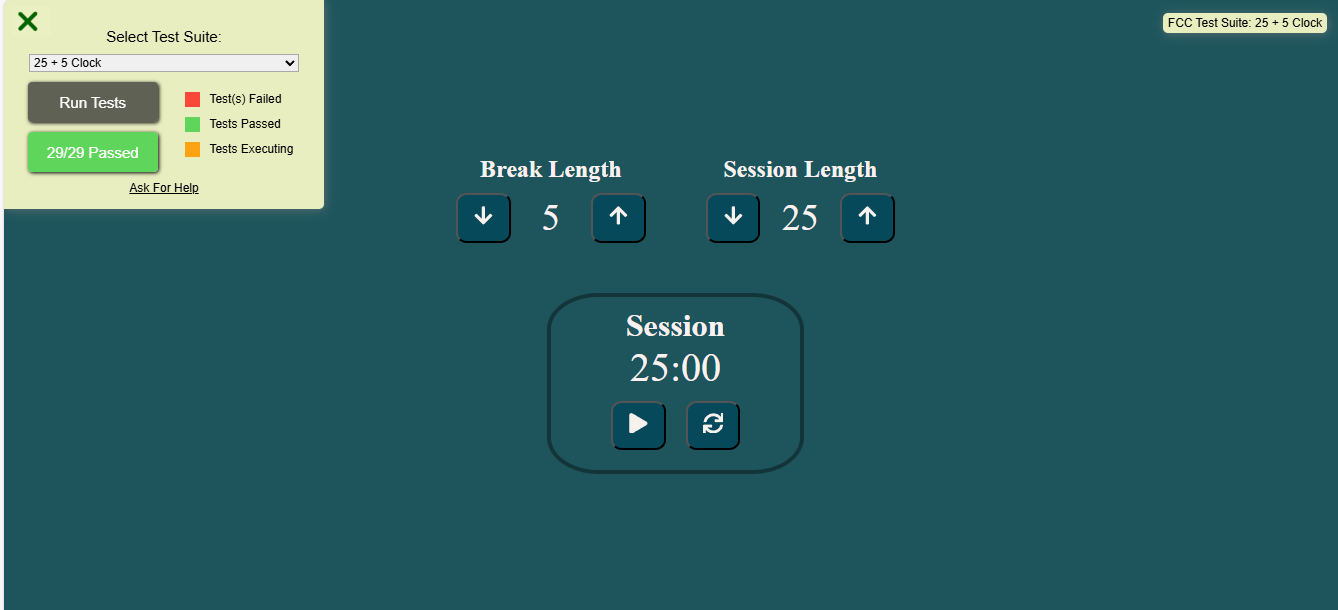 Select Test Suite:
25 + 5 Clock
Run Tests
29/29 Passed
Test(s) Failed
Tests Passed
Tests Executing
Ask For Help
FCC Test Suite: 25 + 5 Clock
Break Length
5
Session Length
25
Session
25:00